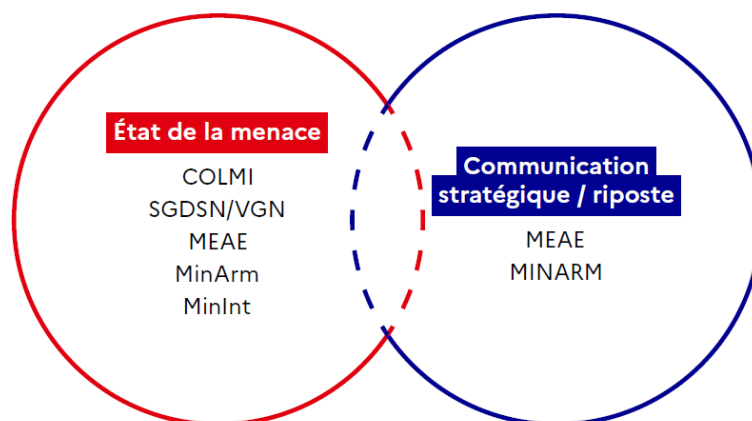 État de la menace
COLMI
SGDSN/VGN
MEAE
MinArm
MinInt
Communication
stratégique / riposte
MEAE
MINARM